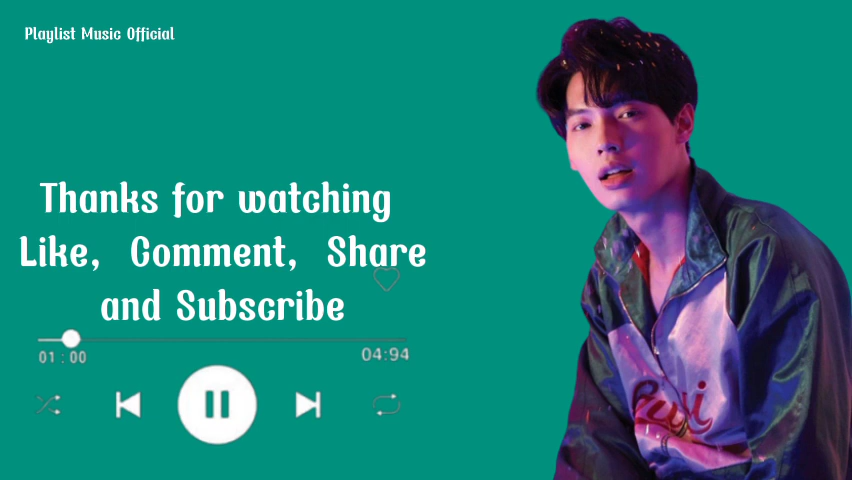 Playlist Music Official
Thanks for watching
Like, Comment, Share
and Subscribe
01 : 00
04:94